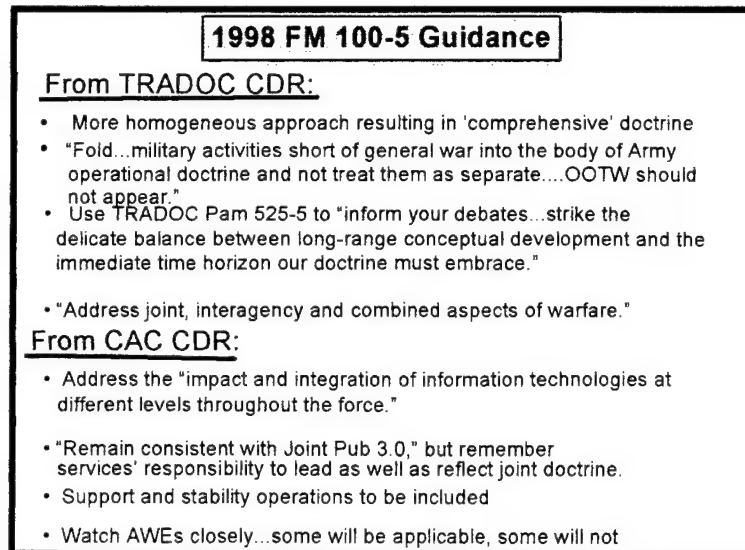 1998 FM 100-5 Guidance
From TRADOC CDR:
• More homogeneous approach resulting in 'comprehensive' doctrine
• "Fold...military activities short of general war into the body of Army
operational doctrine and not treat them as separate....OOTW should
not appear."
• Use TRADOC Pam 525-5 to "inform your debates...strike the
delicate balance between long-range conceptual development and the
immediate time horizon our doctrine must embrace."
• "Address joint, interagency and combined aspects of warfare."
From CAC CDR:
• Address the "impact and integration of information technologies at
different levels throughout the force."
• "Remain consistent with Joint Pub 3.0," but remember
services' responsibility to lead as well as reflect joint doctrine.
• Support and stability operations to be included
• Watch AWEs closely...some will be applicable, some will not